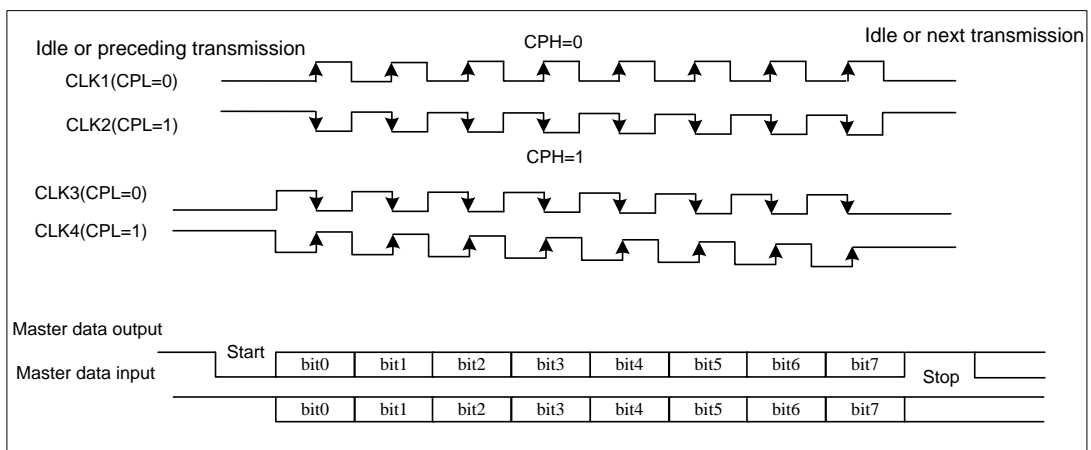 Idle or preceding transmission
CPH=0
Idle or next transmission
CLK1(CPL=0)
CLK2(CPL=1)
CPH=1
CLK3(CPL=0)
CLK4(CPL=1)
Master data output
Start bit0 bit1 bit2 bit3 bit4 bit5 bit6 bit7 Stop
Master data input
bit0 bit1 bit2 bit3 bit4 bit5 bit6 bit7